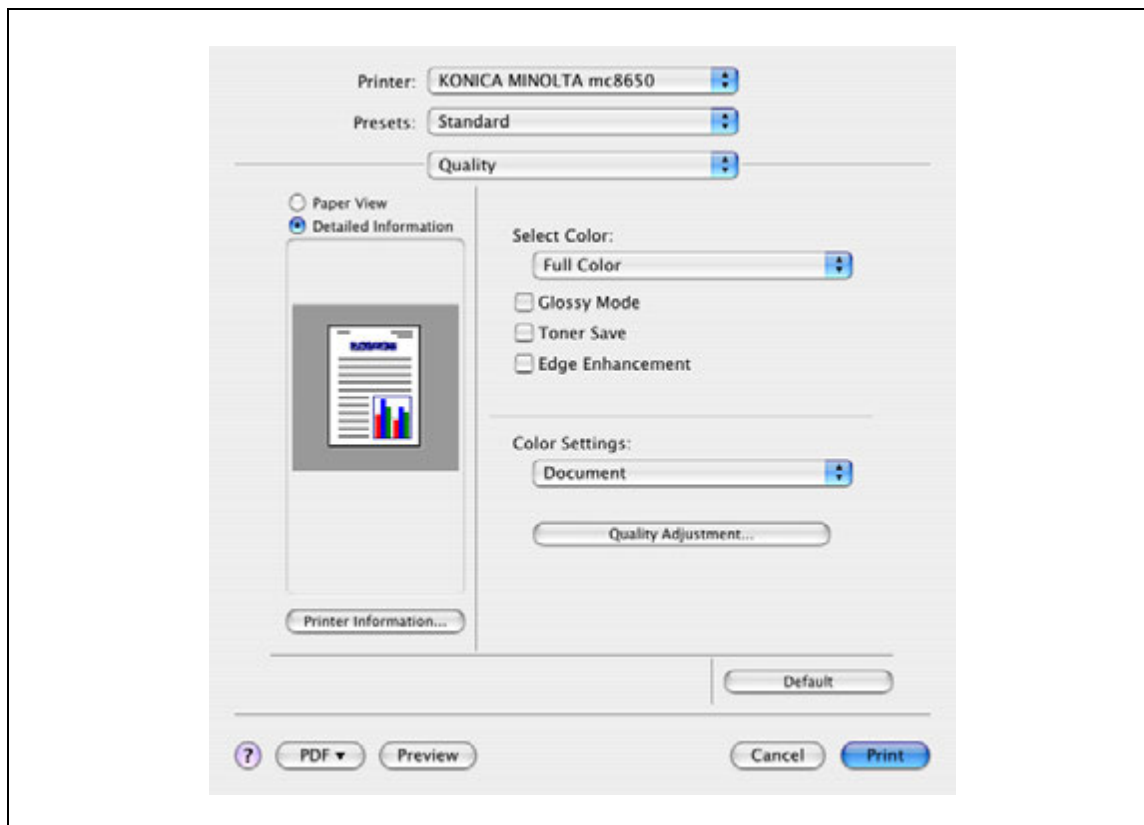 Printer: KONICA MINOLTA mc8650
Presets: Standard
Quality
Paper View
Detailed Information
Select Color:
Full Color
Glossy Mode
Toner Save
Edge Enhancement
Color Settings:
Document
Quality Adjustment...
Printer Information...
Default
?
PDF ▼
Preview
Cancel
Print